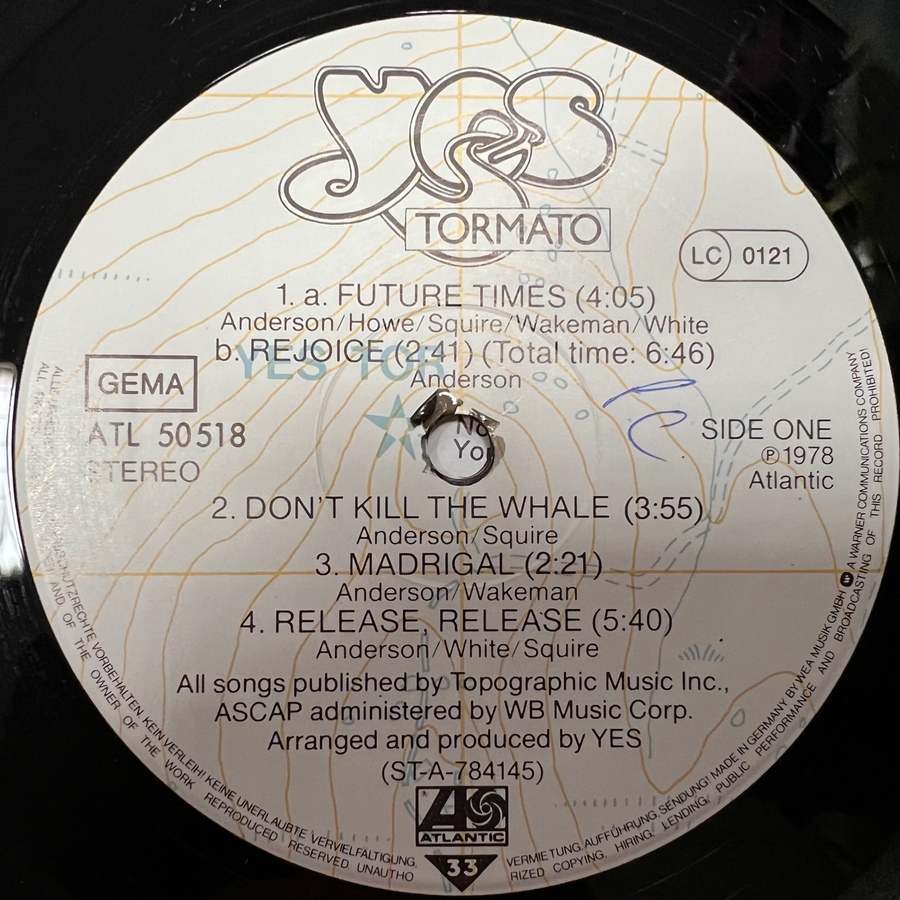 YES
TORMATO
LC 0121
1. a. FUTURE TIMES (4:05)
Anderson/Howe/Squire/Wakeman/White
b. REJOICE (2:41) (Total time: 6:46)
Anderson
YES TOR
GEMA
ATL 50518
STEREO
No
Yo
SIDE ONE
℗1978
Atlantic
2. DON'T KILL THE WHALE (3:55)
Anderson/Squire
3. MADRIGAL (2:21)
Anderson/Wakeman
4. RELEASE, RELEASE (5:40)
Anderson/White/Squire
All songs published by Topographic Music Inc.,
ASCAP administered by WB Music Corp.
Arranged and produced by YES
(ST-A-784145)
ATLANTIC
33
VORBEHALTEN. KEIN VERLEIH! KEINE UNERLAUBTE VERVIELFÄLTIGUNG,
VERMIETUNG, AUFFÜHRUNG, SENDUNG! MADE IN GERMANY BY WEA MUSIK GMBH A WARNER COMMUNICATIONS COMPANY
AND OF THE OWNER OF THE WORK REPRODUCED RESERVED. UNAUTHO
RIZED COPYING, HIRING, LENDING, PUBLIC PERFORMANCE AND BROADCASTING OF THIS RECORD PROHIBITED!